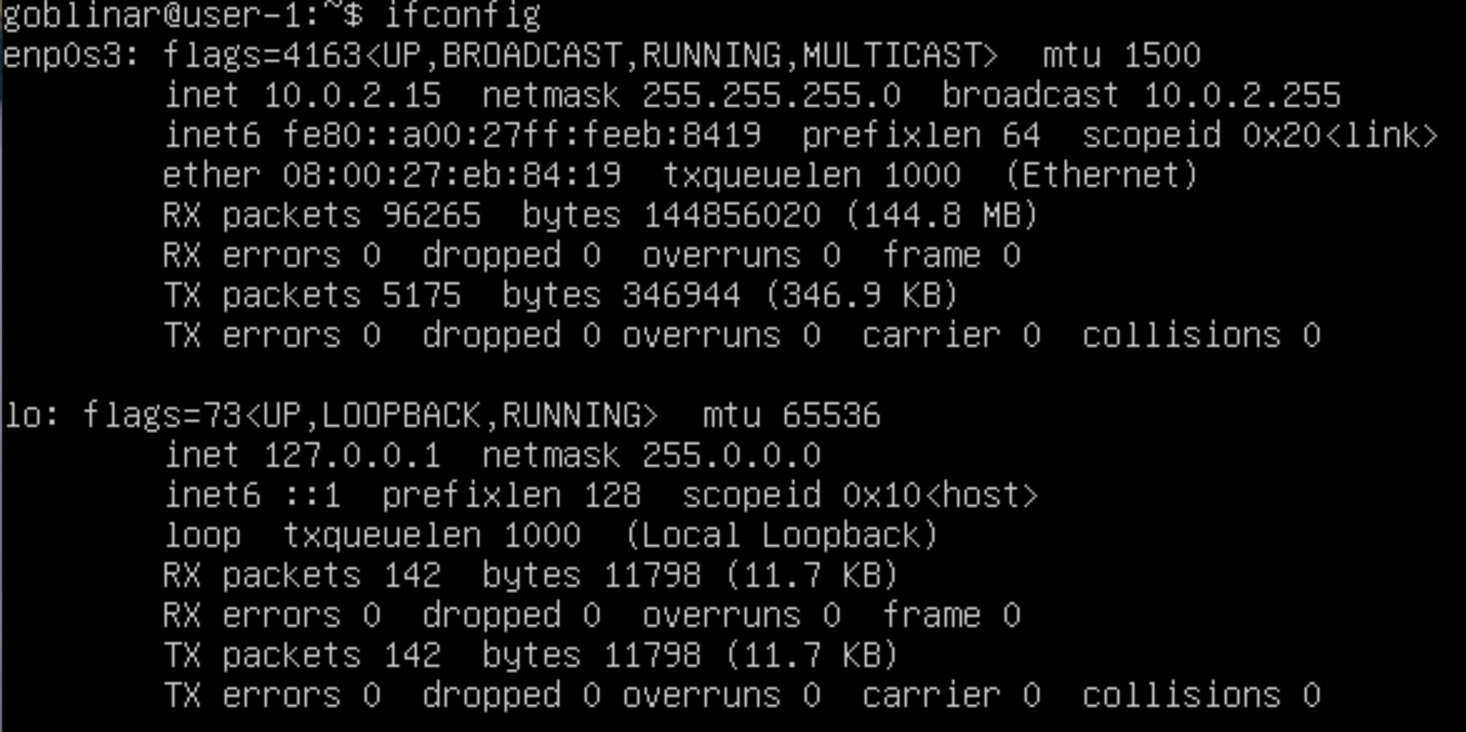 goblinar@user-1:~$ ifconfig
enp0s3: flags=4163<UP,BROADCAST,RUNNING,MULTICAST>  mtu 1500
        inet 10.0.2.15  netmask 255.255.255.0  broadcast 10.0.2.255
        inet6 fe80::a00:27ff:feeb:8419  prefixlen 64  scopeid 0x20<link>
        ether 08:00:27:eb:84:19  txqueuelen 1000  (Ethernet)
        RX packets 96265  bytes 144856020 (144.8 MB)
        RX errors 0  dropped 0  overruns 0  frame 0
        TX packets 5175  bytes 346944 (346.9 KB)
        TX errors 0  dropped 0 overruns 0  carrier 0  collisions 0

lo: flags=73<UP,LOOPBACK,RUNNING>  mtu 65536
        inet 127.0.0.1  netmask 255.0.0.0
        inet6 ::1  prefixlen 128  scopeid 0x10<host>
        loop  txqueuelen 1000  (Local Loopback)
        RX packets 142  bytes 11798 (11.7 KB)
        RX errors 0  dropped 0  overruns 0  frame 0
        TX packets 142  bytes 11798 (11.7 KB)
        TX errors 0  dropped 0 overruns 0  carrier 0  collisions 0